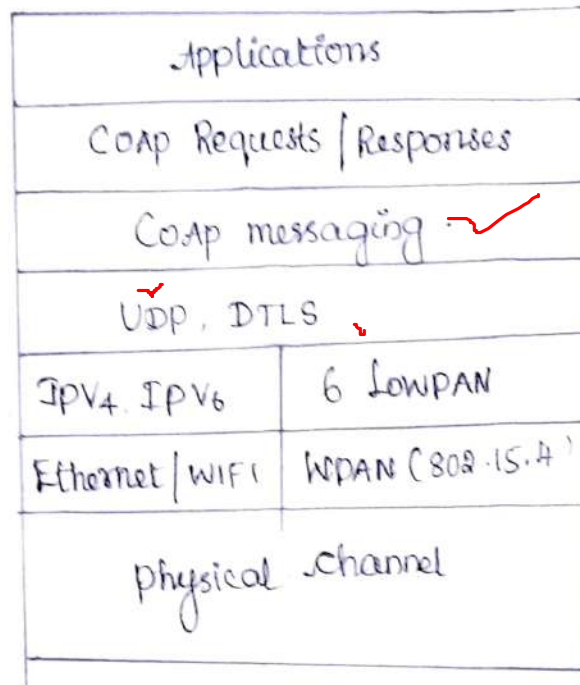 Applications
COAP Requests / Responses
COAP messaging
UDP, DTLS
IPV4, IPV6
6 LOWPAN
Ethernet / WIFI
WPAN (802.15.4)
physical channel